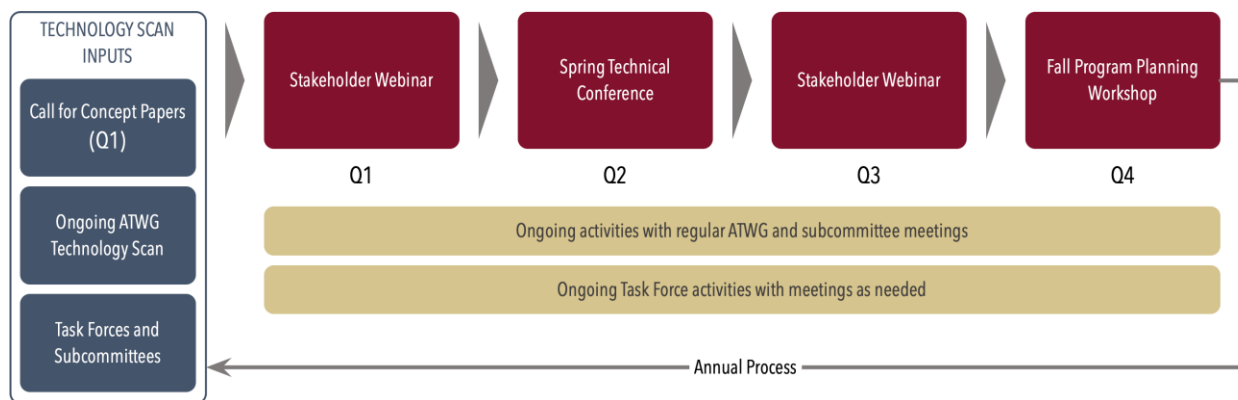 TECHNOLOGY SCAN
INPUTS
Call for Concept Papers
(Q1)
Ongoing ATWG
Technology Scan
Task Forces and
Subcommittees
Stakeholder Webinar
Spring Technical
Conference
Stakeholder Webinar
Fall Program Planning
Workshop
Q1
Q2
Q3
Q4
Ongoing activities with regular ATWG and subcommittee meetings
Ongoing Task Force activities with meetings as needed
Annual Process